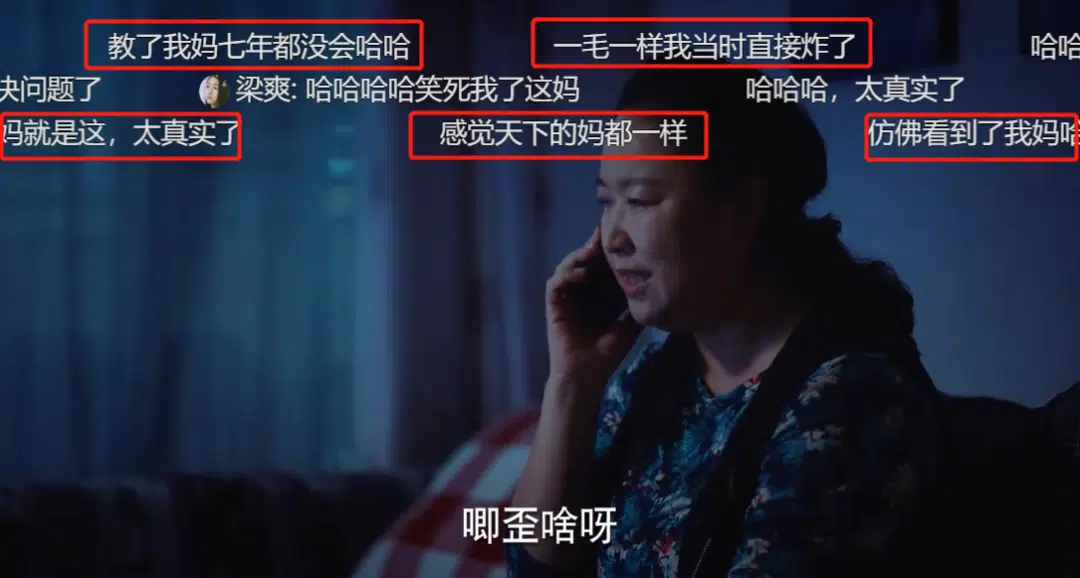 教了我妈七年都没会哈哈
一毛一样我当时直接炸了
哈哈
决问题了
梁爽: 哈哈哈哈笑死我了这妈
哈哈哈，太真实了
妈就是这，太真实了
感觉天下的妈都一样
仿佛看到了我妈哈
唧歪啥呀